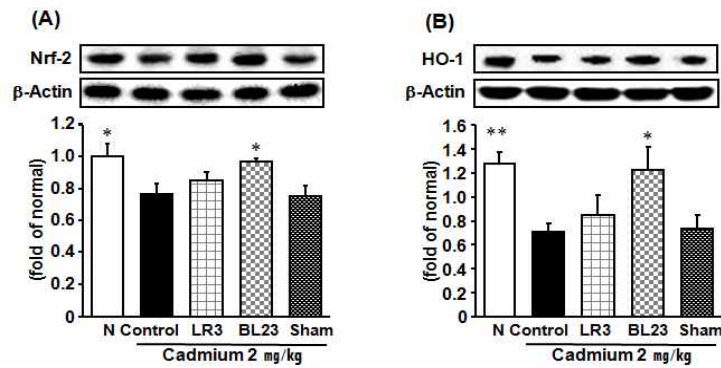 (A)
Nrf-2
β-Actin
(fold of normal)
1.2
1.0
0.8
0.6
0.4
0.2
0
*
*
N Control LR3 BL23 Sham
Cadmium 2 ㎎/㎏
(B)
HO-1
β-Actin
(fold of normal)
1.6
1.4
1.2
1.0
0.8
0.6
0.4
0.2
0
**
*
N Control LR3 BL23 Sham
Cadmium 2 ㎎/㎏